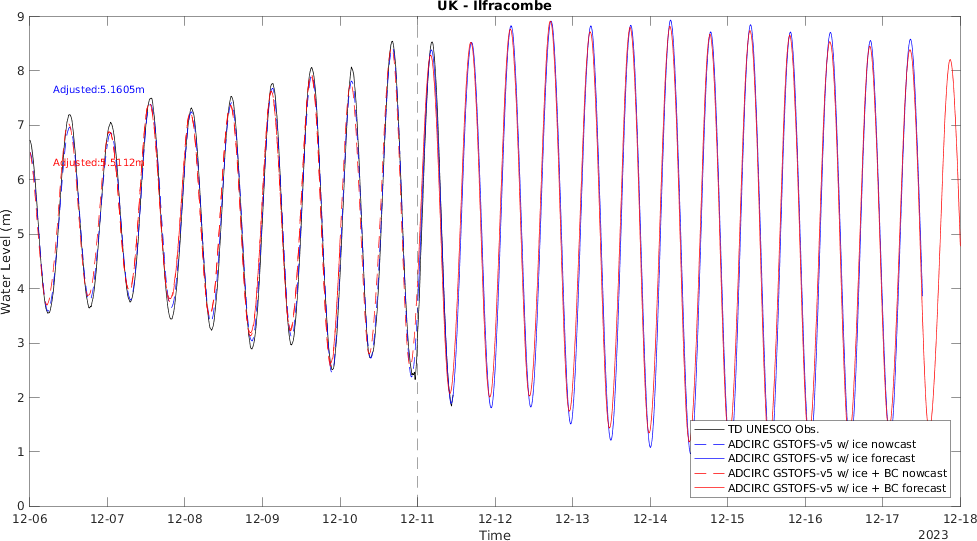 UK - Ilfracombe
9
8
7
6
5
4
3
2
1
0
Water Level (m)
Adjusted:5.1605m
Adjusted:5.5112m
TD UNESCO Obs.
ADCIRC GSTOFS-v5 w/ ice nowcast
ADCIRC GSTOFS-v5 w/ ice forecast
ADCIRC GSTOFS-v5 w/ ice + BC nowcast
ADCIRC GSTOFS-v5 w/ ice + BC forecast
12-06 12-07 12-08 12-09 12-10 12-11 12-12 12-13 12-14 12-15 12-16 12-17 12-18
Time
2023